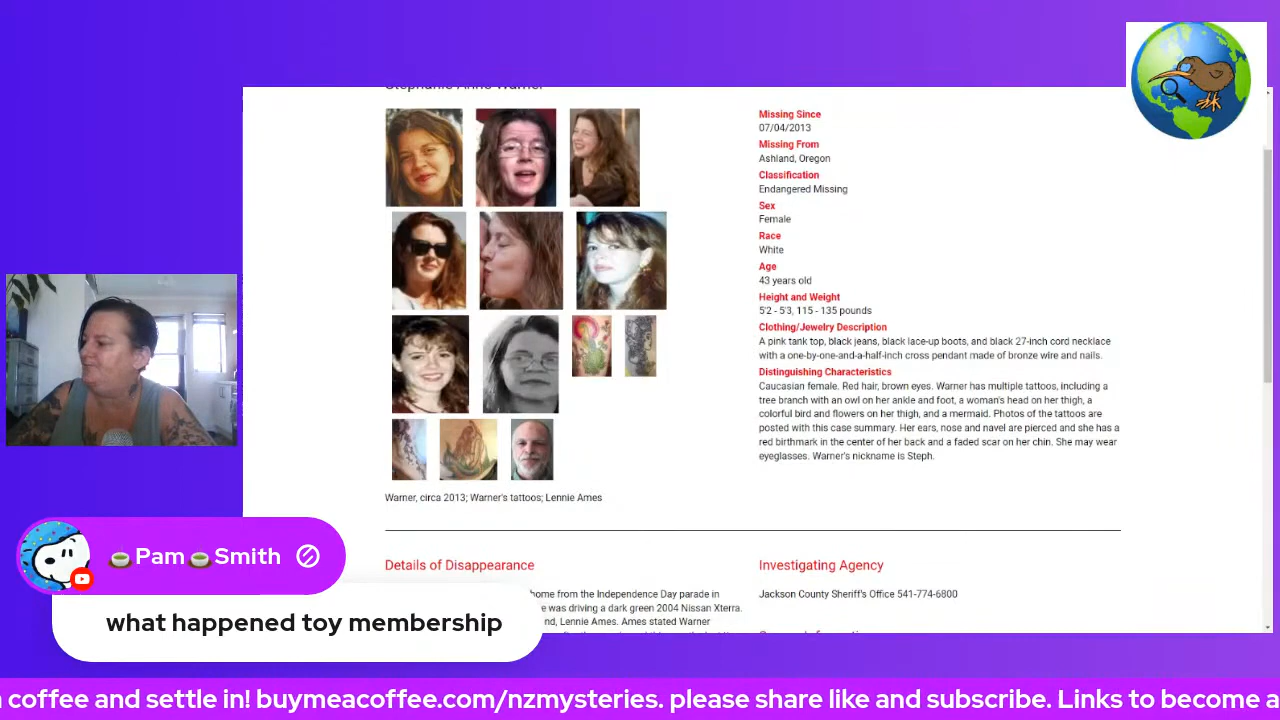 Stephanie Anne Warner
Missing Since
07/04/2013
Missing From
Ashland, Oregon
Classification
Endangered Missing
Sex
Female
Race
White
Age
43 years old
Height and Weight
5'2 - 5'3, 115 - 135 pounds
Clothing/Jewelry Description
A pink tank top, black jeans, black lace-up boots, and black 27-inch cord necklace
with a one-by-one-and-a-half-inch cross pendant made of bronze wire and nails.
Distinguishing Characteristics
Caucasian female. Red hair, brown eyes. Warner has multiple tattoos, including a
tree branch with an owl on her ankle and foot, a woman's head on her thigh, a
colorful bird and flowers on her thigh, and a mermaid. Photos of the tattoos are
posted with this case summary. Her ears, nose and navel are pierced and she has a
red birthmark in the center of her back and a faded scar on her chin. She may wear
eyeglasses. Warner's nickname is Steph.
Warner, circa 2013; Warner's tattoos; Lennie Ames
Details of Disappearance
home from the Independence Day parade in
e was driving a dark green 2004 Nissan Xterra.
nd, Lennie Ames. Ames stated Warner
Investigating Agency
Jackson County Sheriff's Office 541-774-6800
Pam Smith
what happened toy membership
coffee and settle in! buymeacoffee.com/nzmysteries. please share like and subscribe. Links to become a